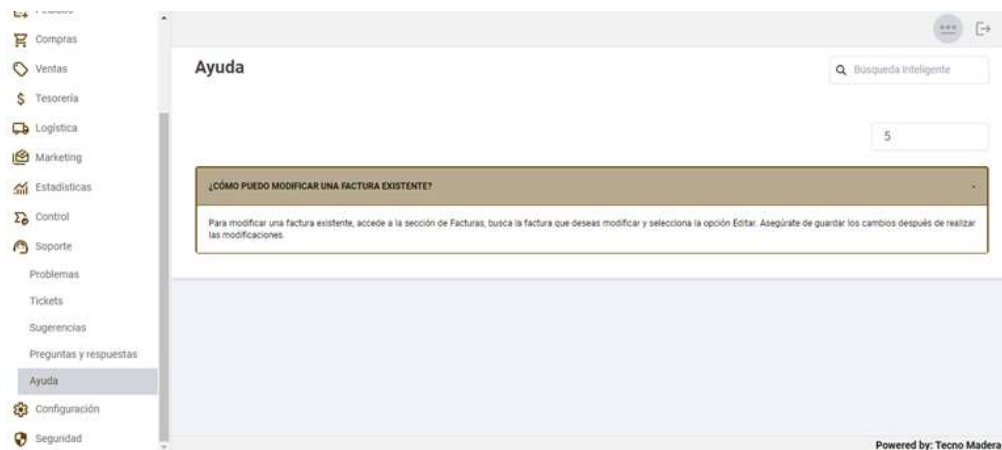 Compras
Ventas
Tesorería
Logística
Marketing
Estadísticas
Control
Soporte
Problemas
Tickets
Sugerencias
Preguntas y respuestas
Ayuda
Configuración
Seguridad
Ayuda
Búsqueda Inteligente
5
¿CÓMO PUEDO MODIFICAR UNA FACTURA EXISTENTE?
Para modificar una factura existente, accede a la sección de Facturas, busca la factura que deseas modificar y selecciona la opción Editar. Asegúrate de guardar los cambios después de realizar
las modificaciones.
Powered by: Tecno Madera